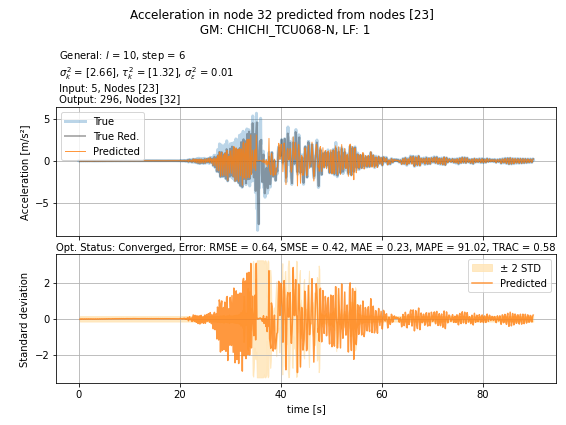 Acceleration in node 32 predicted from nodes [23]
GM: CHICHI_TCU068-N, LF: 1
General: l = 10, step = 6
σ²_k = [2.66], τ²_k = [1.32], σ²_ε = 0.01
Input: 5, Nodes [23]
Output: 296, Nodes [32]
True
True Red.
Predicted
Acceleration [m/s²]
5
0
−5
Opt. Status: Converged, Error: RMSE = 0.64, SMSE = 0.42, MAE = 0.23, MAPE = 91.02, TRAC = 0.58
± 2 STD
Predicted
Standard deviation
2
0
−2
0 20 40 60 80
time [s]